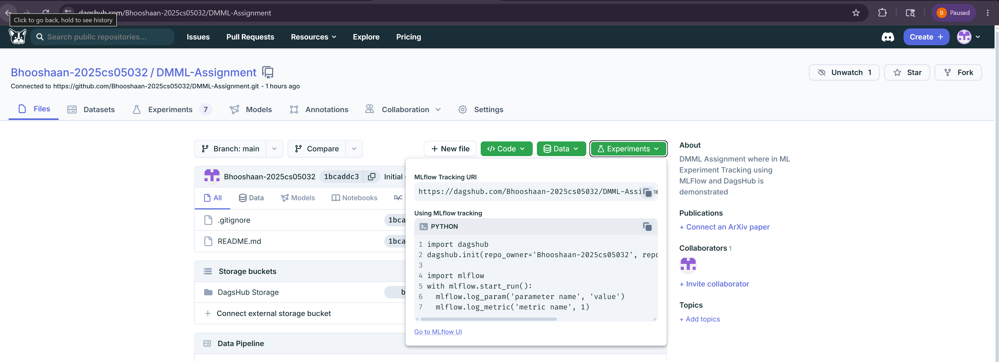 .com/Bhooshaan-2025cs05032/DMML-Assignment
Paused
B
Click to go back, hold to see history
Search public repositories...
Issues
Pull Requests
Resources
Explore
Pricing
Create +
Bhooshaan-2025cs05032 / DMML-Assignment
Unwatch 1
Star
Fork
Connected to https://github.com/Bhooshaan-2025cs05032/DMML-Assignment.git - 1 hours ago
Files
Datasets
Experiments 7
Models
Annotations
Collaboration
Settings
Branch: main
Compare
+ New file
</> Code
Data
Experiments
Bhooshaan-2025cs05032 1bcaddc3 Initial
All
Data
Models
Notebooks
DVC
.gitignore 1bca
README.md 1bca
Storage buckets
DagsHub Storage b
+ Connect external storage bucket
Data Pipeline
MLflow Tracking URI
https://dagshub.com/Bhooshaan-2025cs05032/DMML-Assi
Using MLflow tracking
PYTHON
1 import dagshub
2 dagshub.init(repo_owner='Bhooshaan-2025cs05032', repo
3
4 import mlflow
5 with mlflow.start_run():
6 mlflow.log_param('parameter name', 'value')
7 mlflow.log_metric('metric name', 1)
Go to MLflow UI
About
DMML Assignment where in ML
Experiment Tracking using
MLFlow and DagsHub is
demonstrated
Publications
+ Connect an ArXiv paper
Collaborators 1
+ Invite collaborator
Topics
+ Add topics